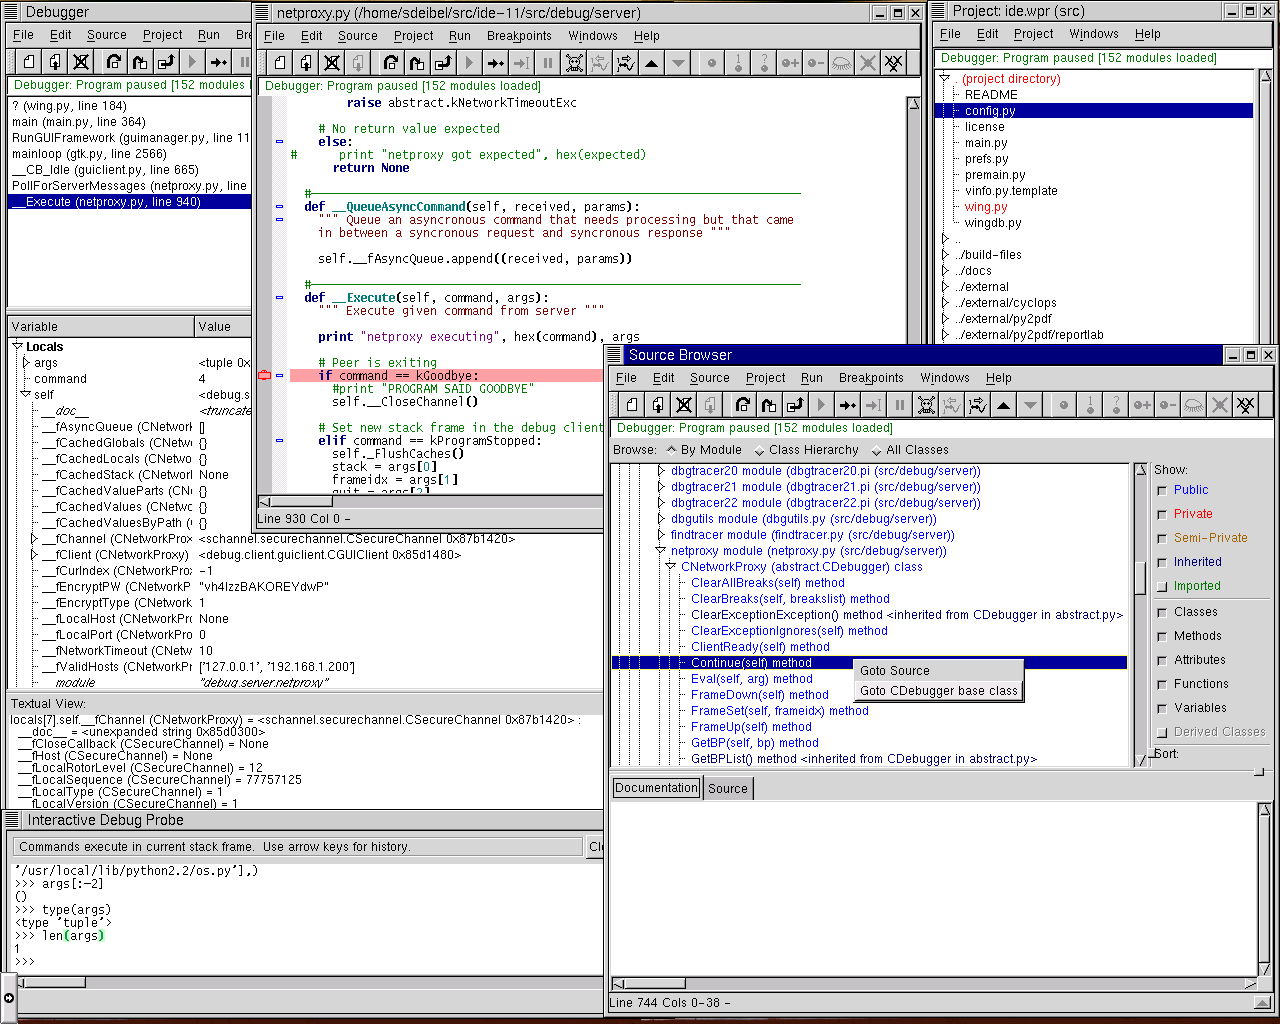 Debugger
File Edit Source Project Run
Debugger: Program paused [152 modules loaded]
? (wing.py, line 184)
main (main.py, line 364)
RunGUIFramework (guimanager.py, line 11
mainloop (gtk.py, line 2566)
__CB_Idle (guiclient.py, line 665)
PollForServerMessages (netproxy.py, line
__Execute (netproxy.py, line 940)
Variable Value
Locals
args <tuple 0x
command 4
self <debug.s
__doc__ <truncate
__fAsyncQueue (CNetwork []
__fCachedGlobals (CNetw {}
__fCachedLocals (CNetwo {}
__fCachedStack (CNetwor None
__fCachedValueParts (CN {}
__fCachedValues (CNetwo {}
__fCachedValuesByPath ( {}
__fChannel (CNetworkPro <schannel.securechannel.CSecureChannel 0x87b1420>
__fClient (CNetworkProxy) <debug.client.guiclient.CGUIClient 0x85d1480>
__fCurIndex (CNetworkPr -1
__fEncryptPW (CNetworkP "vh4IzzBAKOREYdwP"
__fEncryptType (CNetwork 1
__fLocalHost (CNetworkPro None
__fLocalPort (CNetworkPro 0
__fNetworkTimeout (CNetw 10
__fValidHosts (CNetworkPr ['127.0.0.1', '192.168.1.200']
__module__ "debug.server.netproxy"
Textual View:
locals[7].self.__fChannel (CNetworkProxy) = <schannel.securechannel.CSecureChannel 0x87b1420> :
__doc__ = <unexpanded string 0x85d0300>
__fCloseCallback (CSecureChannel) = None
__fHost (CSecureChannel) = None
__fLocalRotorLevel (CSecureChannel) = 12
__fLocalSequence (CSecureChannel) = 77757125
__fLocalType (CSecureChannel) = 1
__fLocalVersion (CSecureChannel) = 1
Interactive Debug Probe
Commands execute in current stack frame. Use arrow keys for history.
'/usr/local/lib/python2.2/os.py'],)
>>> args[:-2]
()
>>> type(args)
<type 'tuple'>
>>> len(args)
1
>>>
netproxy.py (/home/sdeibel/src/ide-11/src/debug/server)
File Edit Source Project Run Breakpoints Windows Help
Debugger: Program paused [152 modules loaded]
raise abstract.kNetworkTimeoutExc
# No return value expected
else:
# print "netproxy got expected", hex(expected)
return None
#
def __QueueAsyncCommand(self, received, params):
""" Queue an asyncronous command that needs processing but that came
in between a syncronous request and syncronous response """
self.__fAsyncQueue.append((received, params))
#
def __Execute(self, command, args):
""" Execute given command from server """
print "netproxy executing", hex(command), args
# Peer is exiting
if command == kGoodbye:
#print "PROGRAM SAID GOODBYE"
self.__CloseChannel()
# Set new stack frame in the debug client
elif command == kProgramStopped:
self._FlushCaches()
stack = args[0]
frameidx = args[1]
quit = args[2]
Line 930 Col 0 -
Project: ide.wpr (src)
File Edit Project Windows Help
Debugger: Program paused [152 modules loaded]
. (project directory)
README
config.py
license
main.py
prefs.py
premain.py
vinfo.py.template
wing.py
wingdb.py
..
../build-files
../docs
../external
../external/cyclops
../external/py2pdf
../external/py2pdf/reportlab
Source Browser
File Edit Source Project Run Breakpoints Windows Help
Debugger: Program paused [152 modules loaded]
Browse: By Module Class Hierarchy All Classes
dbgtracer20 module (dbgtracer20.pi (src/debug/server))
dbgtracer21 module (dbgtracer21.pi (src/debug/server))
dbgtracer22 module (dbgtracer22.pi (src/debug/server))
dbgutils module (dbgutils.py (src/debug/server))
findtracer module (findtracer.py (src/debug/server))
netproxy module (netproxy.py (src/debug/server))
CNetworkProxy (abstract.CDebugger) class
ClearAllBreaks(self) method
ClearBreaks(self, breakslist) method
ClearExceptionException() method <inherited from CDebugger in abstract.py>
ClearExceptionIgnores(self) method
ClientReady(self) method
Continue(self) method
Eval(self, arg) method
FrameDown(self) method
FrameSet(self, frameidx) method
FrameUp(self) method
GetBP(self, bp) method
GetBPList() method <inherited from CDebugger in abstract.py>
Goto Source
Goto CDebugger base class
Show:
Public
Private
Semi-Private
Inherited
Imported
Classes
Methods
Attributes
Functions
Variables
Derived Classes
Sort:
Documentation Source
Line 744 Cols 0-38 -